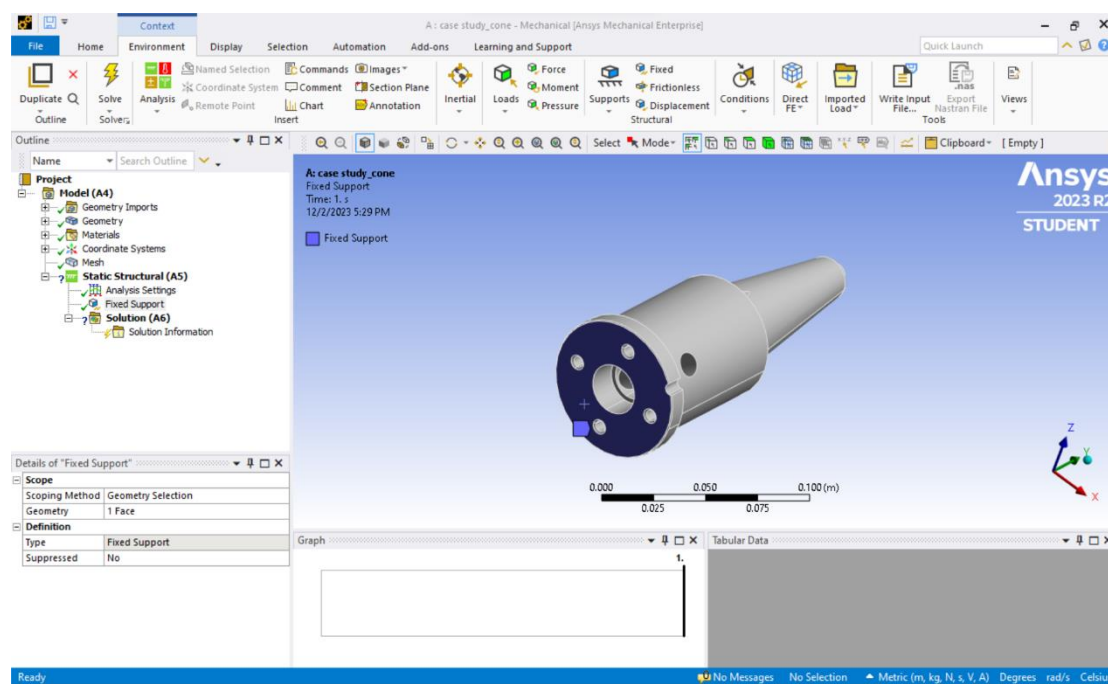 Context
A : case study_cone - Mechanical [Ansys Mechanical Enterprise]
File Home Environment Display Selection Automation Add-ons Learning and Support Quick Launch
Duplicate
Outline
Solve
Solvers
Analysis
Named Selection
Coordinate System
Remote Point
Commands
Comment
Chart
Images
Section Plane
Annotation
Insert
Inertial
Loads
Force
Moment
Pressure
Supports
Fixed
Frictionless
Displacement
Structural
Conditions
Direct
FE
Imported
Load
Write Input
File...
Export
Nastran File
.nas
Tools
Views
Outline
Name Search Outline
Project
Model (A4)
Geometry Imports
Geometry
Materials
Coordinate Systems
Mesh
Static Structural (A5)
Analysis Settings
Fixed Support
Solution (A6)
Solution Information
Select Mode Clipboard [ Empty ]
A: case study_cone
Fixed Support
Time: 1. s
12/2/2023 5:29 PM
Fixed Support
Ansys
2023 R2
STUDENT
Z
Y
X
0.000 0.050 0.100 (m)
0.025 0.075
Details of "Fixed Support"
Scope
Scoping Method Geometry Selection
Geometry 1 Face
Definition
Type Fixed Support
Suppressed No
Graph
1.
Tabular Data
Ready
No Messages No Selection Metric (m, kg, N, s, V, A) Degrees rad/s Celsiu